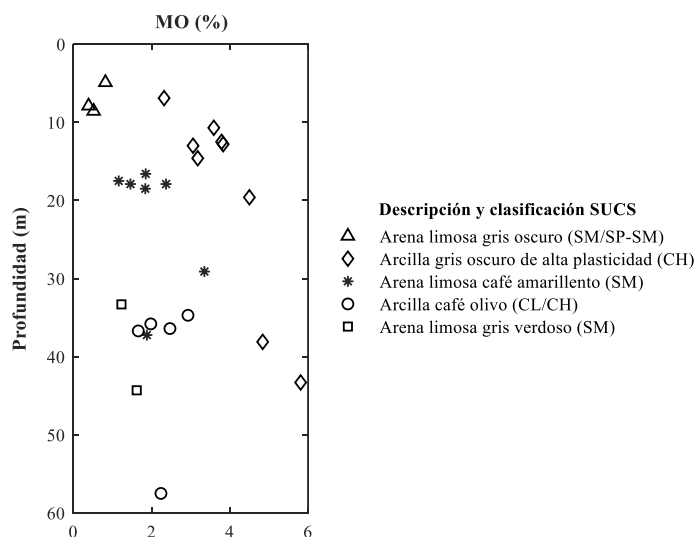 MO (%)
0
10
20
30
40
50
60
Profundidad (m)
0 2 4 6
Descripción y clasificación SUCS
Arena limosa gris oscuro (SM/SP-SM)
Arcilla gris oscuro de alta plasticidad (CH)
Arena limosa café amarillento (SM)
Arcilla café olivo (CL/CH)
Arena limosa gris verdoso (SM)